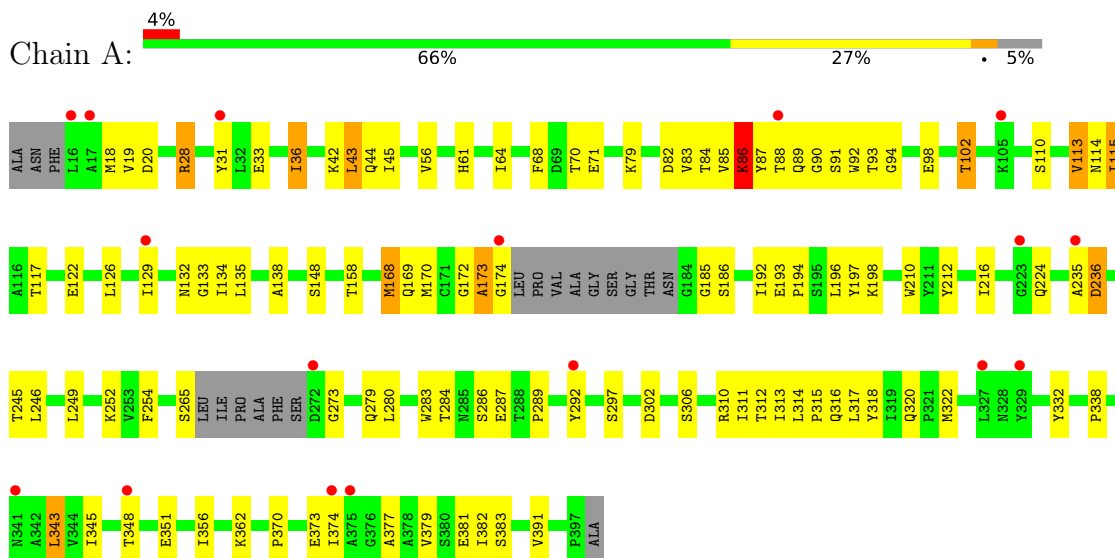 4%
Chain A:
66% 27% • 5%
ALA ASN PHE L16 A17 M18 V19 D20 R28 Y31 L32 E33 I36 K42 L43 Q44 I45 V56 H61 I64 F68 D69 T70 E71 K79 D82 V83 T84 V85 K86 Y87 T88 Q89 G90 S91 W92 T93 G94 E98 T102 K105 S110 V113 N114 I115
A116 T117 E122 L126 I129 N132 G133 I134 L135 A138 S148 T158 M168 Q169 M170 C171 G172 A173 G174 LEU PRO VAL ALA GLY SER GLY THR ASN G184 G185 S186 I192 E193 P194 S195 L196 Y197 K198 W210 Y211 Y212 I216 G223 Q224 A235 D236
T245 L246 L249 K252 V253 F254 S265 LEU ILE PRO ALA PHE SER D272 G273 Q279 L280 W283 T284 N285 S286 E287 T288 P289 Y292 S297 D302 S306 R310 I311 T312 I313 L314 P315 Q316 L317 Y318 I319 Q320 P321 M322 L327 N328 Y329 Y332 P338
N341 A342 L343 V344 I345 T348 E351 I356 K362 P370 E373 I374 A375 G376 A377 A378 V379 S380 E381 I382 S383 V391 P397 ALA